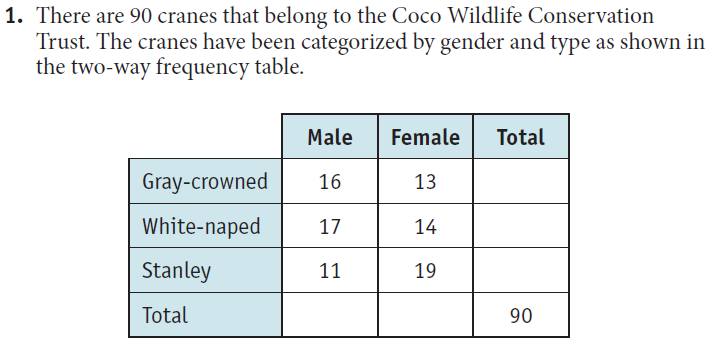 1. There are 90 cranes that belong to the Coco Wildlife Conservation
Trust. The cranes have been categorized by gender and type as shown in
the two-way frequency table.
Male Female Total
Gray-crowned 16 13
White-naped 17 14
Stanley 11 19
Total 90